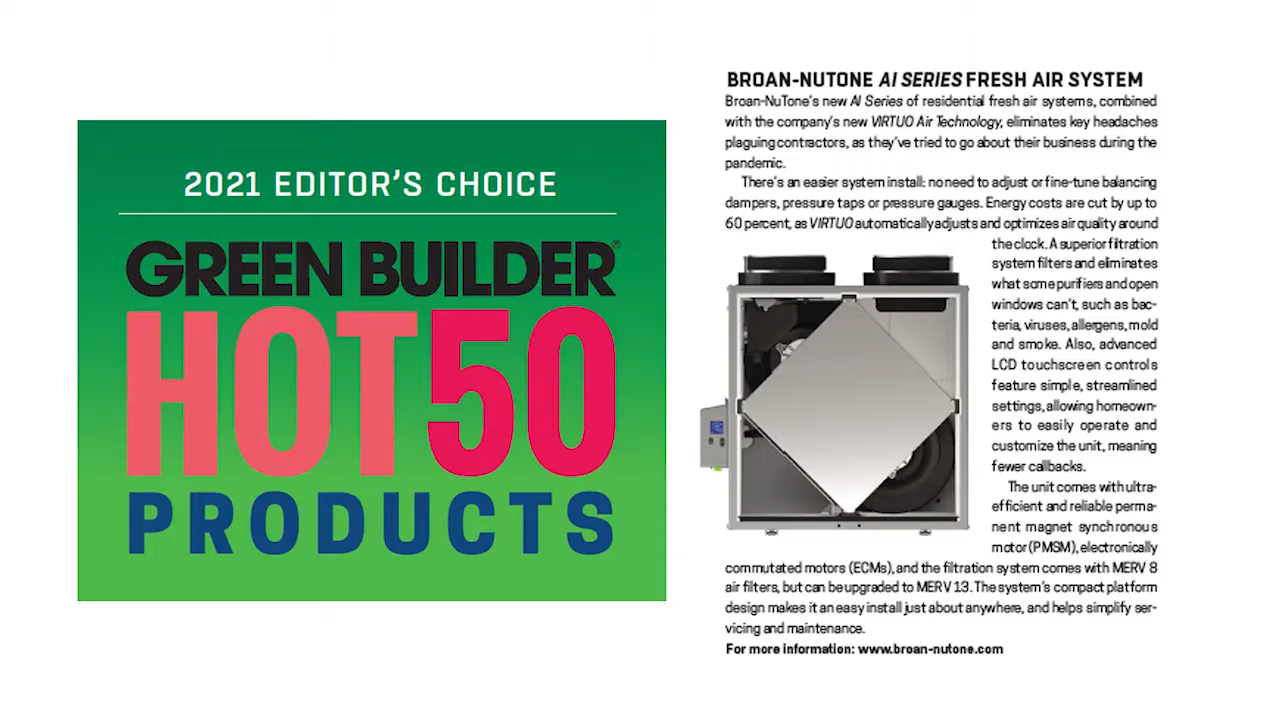 2021 EDITOR'S CHOICE
GREEN BUILDER®
HOT50
PRODUCTS
BROAN-NUTONE AI SERIES FRESH AIR SYSTEM
Broan-NuTone's new AI Series of residential fresh air systems, combined
with the company's new VIRTUO Air Technology, eliminates key headaches
plaguing contractors, as they've tried to go about their business during the
pandemic.
There's an easier system install: no need to adjust or fine-tune balancing
dampers, pressure taps or pressure gauges. Energy costs are cut by up to
60 percent, as VIRTUO automatically adjusts and optimizes air quality around
the clock. A superior filtration
system filters and eliminates
what some purifiers and open
windows can't, such as bac-
teria, viruses, allergens, mold
and smoke. Also, advanced
LCD touchscreen controls
feature simple, streamlined
settings, allowing homeown-
ers to easily operate and
customize the unit, meaning
fewer callbacks.
The unit comes with ultra-
efficient and reliable perma-
nent magnet synchronous
motor (PMSM), electronically
commutated motors (ECMs), and the filtration system comes with MERV 8
air filters, but can be upgraded to MERV 13. The system's compact platform
design makes it an easy install just about anywhere, and helps simplify ser-
vicing and maintenance.
For more information: www.broan-nutone.com